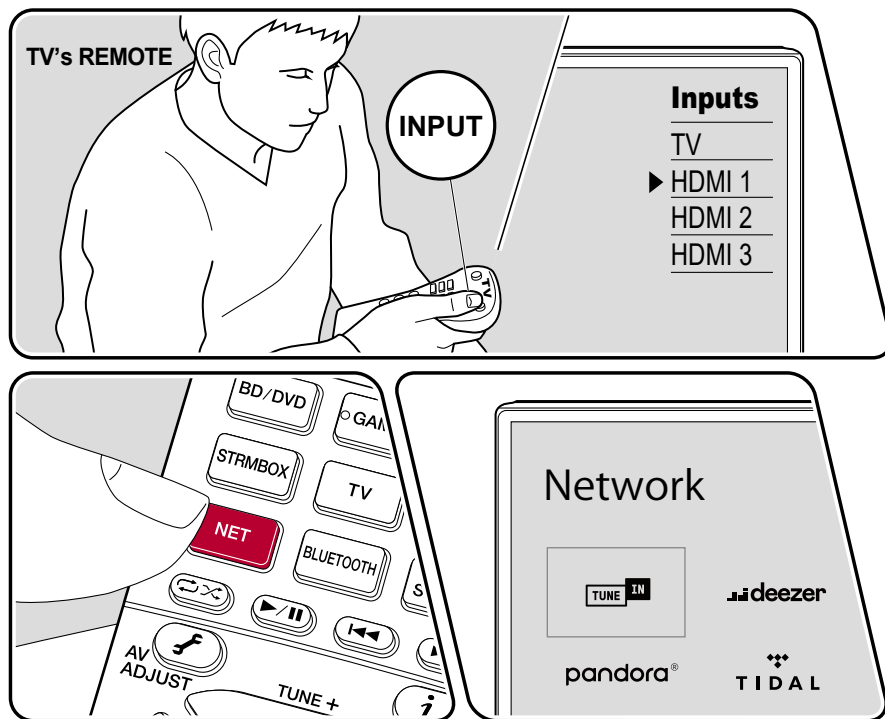 TV's REMOTE
INPUT
TV
Inputs
TV
HDMI 1
HDMI 2
HDMI 3
BD/DVD
STRMBOX
TV
NET
BLUETOOTH
AV
ADJUST
TUNE +
i
Network
TUNE IN
deezer
pandora®
TIDAL